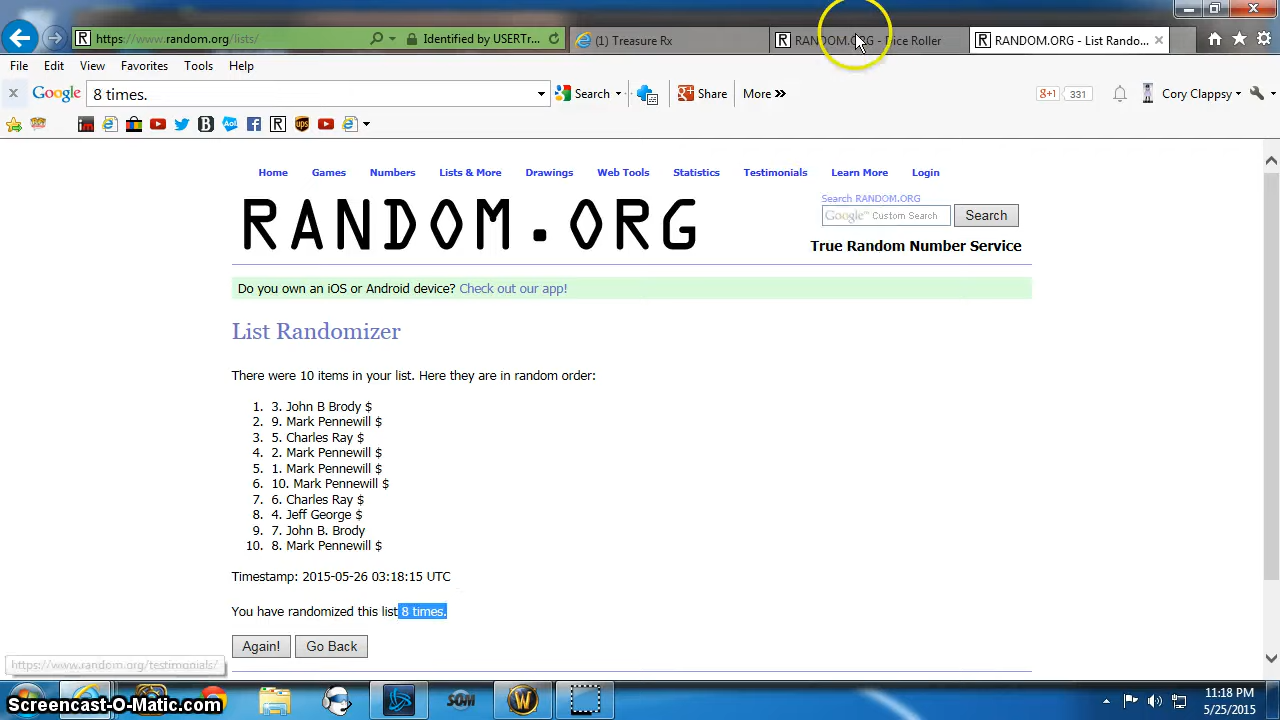 https://www.random.org/lists/
Identified by USERTr...
(1) Treasure Rx
RANDOM.ORG - Dice Roller
RANDOM.ORG - List Rando...
File Edit View Favorites Tools Help
Google 8 times. Search Share More » g+1 331 Cory Clappsy
Home Games Numbers Lists & More Drawings Web Tools Statistics Testimonials Learn More Login
RANDOM.ORG
Search RANDOM.ORG
Google™ Custom Search Search
True Random Number Service
Do you own an iOS or Android device? Check out our app!
List Randomizer
There were 10 items in your list. Here they are in random order:
1. 3. John B Brody $
2. 9. Mark Pennewill $
3. 5. Charles Ray $
4. 2. Mark Pennewill $
5. 1. Mark Pennewill $
6. 10. Mark Pennewill $
7. 6. Charles Ray $
8. 4. Jeff George $
9. 7. John B. Brody
10. 8. Mark Pennewill $
Timestamp: 2015-05-26 03:18:15 UTC
You have randomized this list 8 times.
Again! Go Back
https://www.random.org/testimonials/
Screencast-O-Matic.com
11:18 PM
5/25/2015